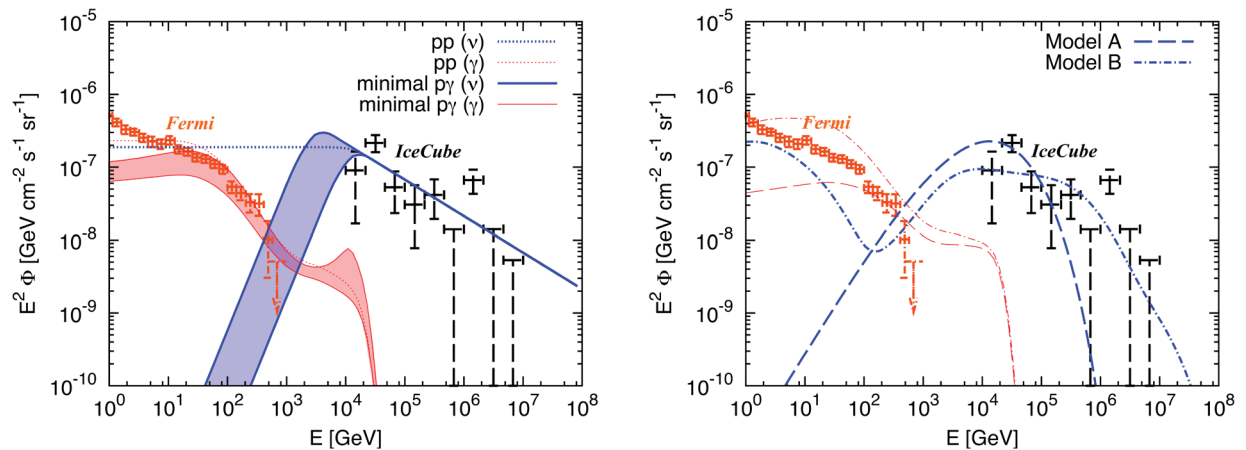 10^-5
10^-6
10^-7
10^-8
10^-9
10^-10
E^2 Φ [GeV cm^-2 s^-1 sr^-1]
pp (ν)
pp (γ)
minimal pγ (ν)
minimal pγ (γ)
Fermi
IceCube
10^0 10^1 10^2 10^3 10^4 10^5 10^6 10^7 10^8
E [GeV]
10^-5
10^-6
10^-7
10^-8
10^-9
10^-10
E^2 Φ [GeV cm^-2 s^-1 sr^-1]
Model A
Model B
Fermi
IceCube
10^0 10^1 10^2 10^3 10^4 10^5 10^6 10^7 10^8
E [GeV]